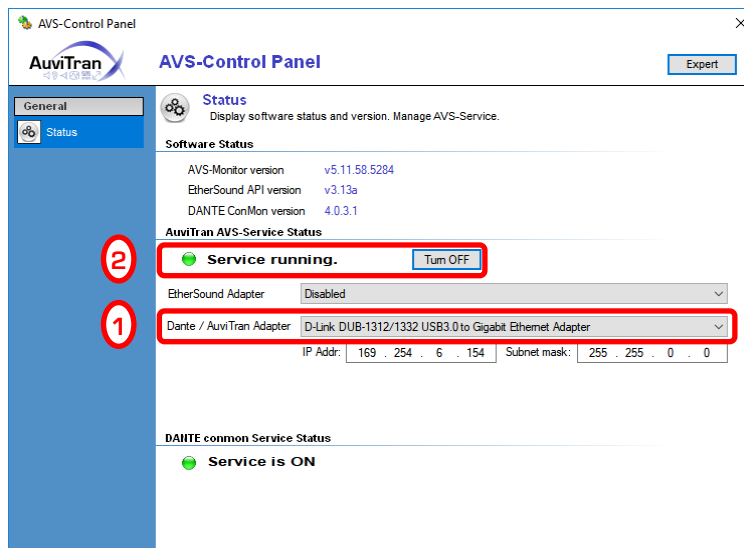 AVS-Control Panel
AuviTran
AVS-Control Panel
Expert
General
Status
Status
Display software status and version. Manage AVS-Service.
Software Status
AVS-Monitor version v5.11.58.5284
EtherSound API version v3.13a
DANTE ConMon version 4.0.3.1
AuviTran AVS-Service Status
2 Service running. Turn OFF
EtherSound Adapter Disabled
1 Dante / AuviTran Adapter D-Link DUB-1312/1332 USB3.0 to Gigabit Ethernet Adapter
IP Addr: 169 . 254 . 6 . 154 Subnet mask: 255 . 255 . 0 . 0
DANTE conmon Service Status
Service is ON